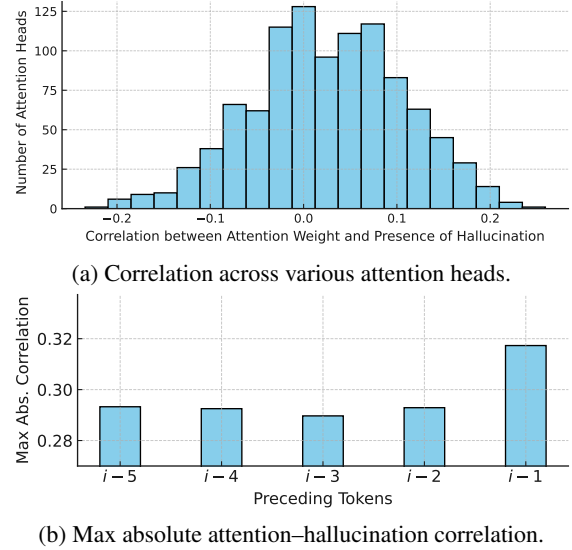 125
100
75
50
25
0
Number of Attention Heads
−0.2 −0.1 0.0 0.1 0.2
Correlation between Attention Weight and Presence of Hallucination
(a) Correlation across various attention heads.
0.32
0.30
0.28
Max Abs. Correlation
i − 5 i − 4 i − 3 i − 2 i − 1
Preceding Tokens
(b) Max absolute attention–hallucination correlation.